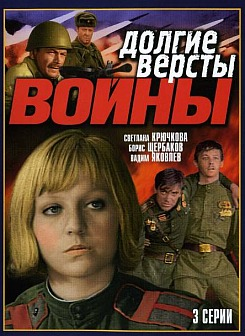 ДОЛГИЕ
ВЕРСТЫ
ВОЙНЫ
СВЕТЛАНА КРЮЧКОВА
БОРИС ЩЕРБАКОВ
ВАДИМ ЯКОВЛЕВ
3 СЕРИИ